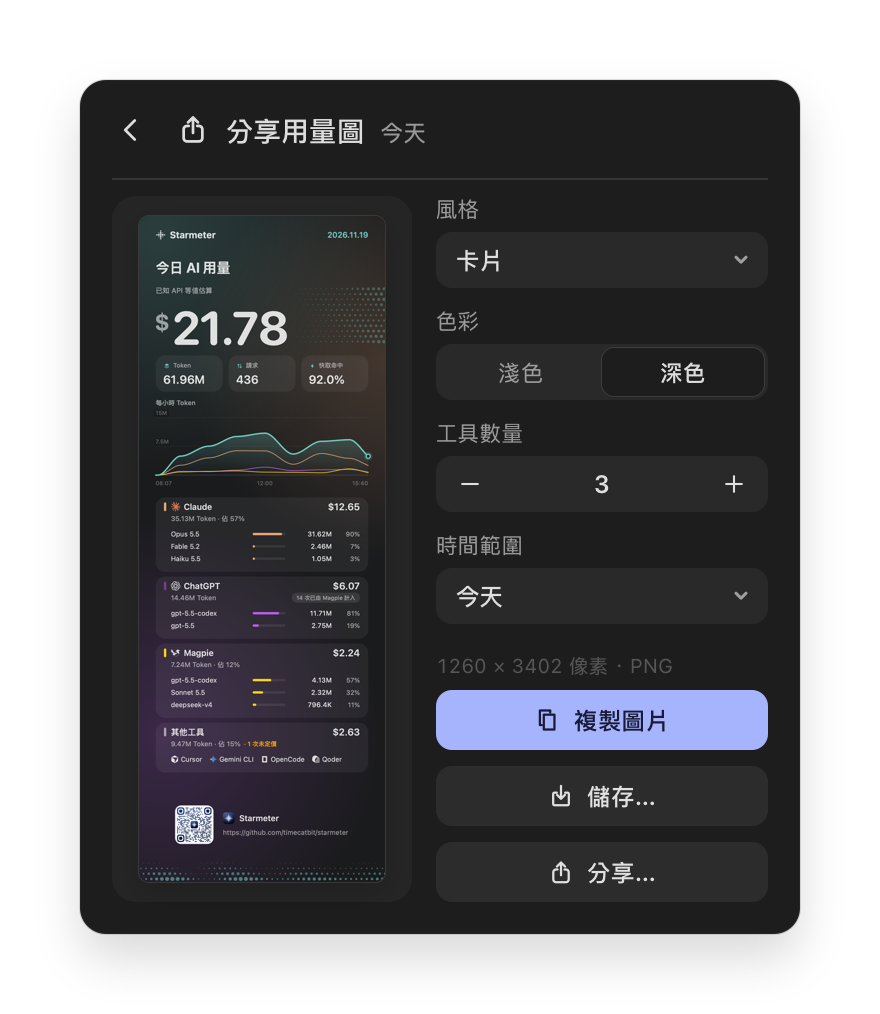 分享用量圖 今天
Starmeter 2026.11.19
今日 AI 用量
已知 API 等值估算
$21.78
Token 請求 快取命中
61.96M 436 92.0%
每小時 Token
15M
7.5M
08:07 12:00 15:40
Claude $12.65
35.13M Token · 佔 57%
Opus 5.5 31.62M 90%
Fable 5.2 2.46M 7%
Haiku 5.5 1.05M 3%
ChatGPT $6.07
14.46M Token 14 次已由 Magpie 計入
gpt-5.5-codex 11.71M 81%
gpt-5.5 2.75M 19%
Magpie $2.24
7.24M Token · 佔 12%
gpt-5.5-codex 4.13M 57%
Sonnet 5.5 2.32M 32%
deepseek-v4 796.4K 11%
其他工具 $2.63
9.47M Token · 佔 15% · 1 次未定價
Cursor Gemini CLI OpenCode Qoder
Starmeter
https://github.com/timecatbit/starmeter
風格
卡片
色彩
淺色 深色
工具數量
3
時間範圍
今天
1260 × 3402 像素 · PNG
複製圖片
儲存...
分享...